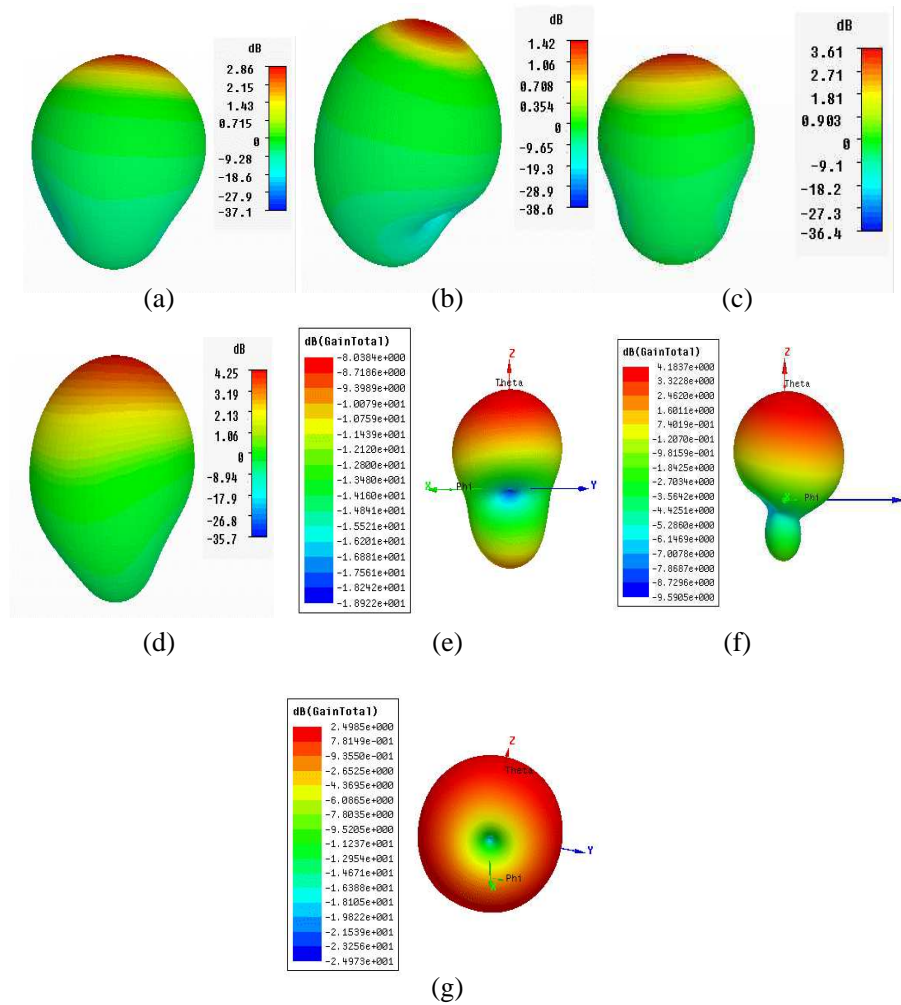 dB
2.86
2.15
1.43
0.715
0
-9.28
-18.6
-27.9
-37.1
(a)
dB
1.42
1.06
0.708
0.354
0
-9.65
-19.3
-28.9
-38.6
(b)
dB
3.61
2.71
1.81
0.903
0
-9.1
-18.2
-27.3
-36.4
(c)
dB
4.25
3.19
2.13
1.06
0
-8.94
-17.9
-26.8
-35.7
(d)
dB(GainTotal)
-8.0384e+000
-8.7186e+000
-9.3989e+000
-1.0079e+001
-1.0759e+001
-1.1439e+001
-1.2120e+001
-1.2800e+001
-1.3480e+001
-1.4160e+001
-1.4841e+001
-1.5521e+001
-1.6201e+001
-1.6881e+001
-1.7561e+001
-1.8242e+001
-1.8922e+001
Z
Theta
X Phi Y
(e)
dB(GainTotal)
4.1837e+000
3.3228e+000
2.4620e+000
1.6011e+000
7.4019e-001
-1.2070e-001
-9.8159e-001
-1.8425e+000
-2.7034e+000
-3.5642e+000
-4.4251e+000
-5.2860e+000
-6.1469e+000
-7.0078e+000
-7.8687e+000
-8.7296e+000
-9.5905e+000
Z
Theta
X Phi
(f)
dB(GainTotal)
2.4985e+000
7.8149e-001
-9.3550e-001
-2.6525e+000
-4.3695e+000
-6.0865e+000
-7.8035e+000
-9.5205e+000
-1.1237e+001
-1.2954e+001
-1.4671e+001
-1.6388e+001
-1.8105e+001
-1.9822e+001
-2.1539e+001
-2.3256e+001
-2.4973e+001
Z
Theta
Y
Phi
X
(g)